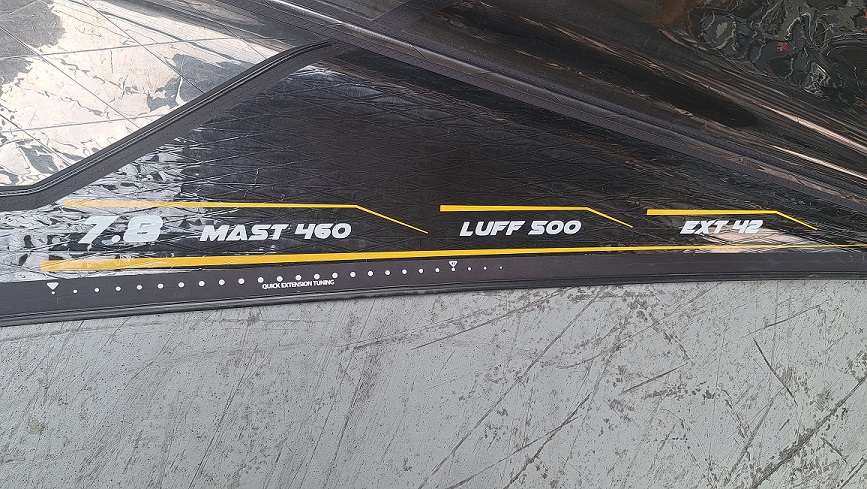 7.8 MAST 460 LUFF 500 EXT 42
QUICK EXTENSION TUNING